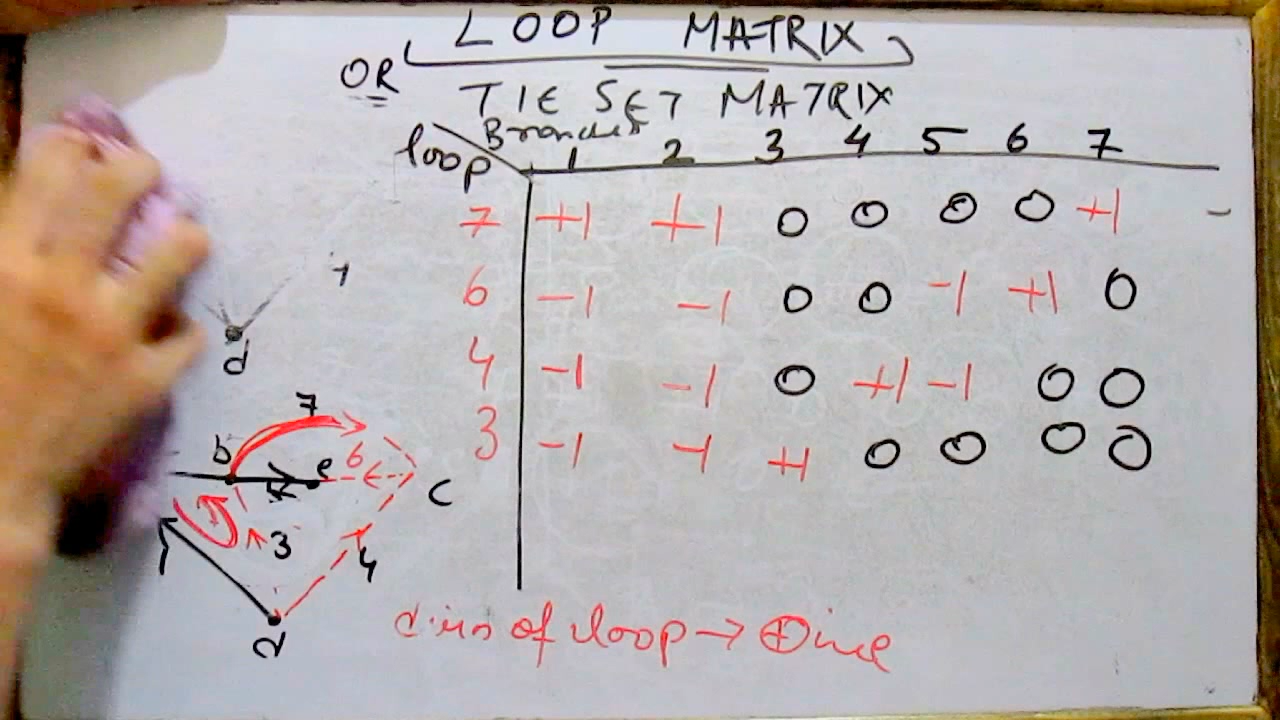 LOOP MATRIX
OR
TIE SET MATRIX
Branches
loop 1 2 3 4 5 6 7
7 +1 +1 0 0 0 0 +1 -
6 -1 -1 0 0 -1 +1 0
4 -1 -1 0 +1 -1 0 0
3 -1 -1 +1 0 0 0 0
d
7
b e 6
c
3
4
d
dirn of loop → ⊕ive